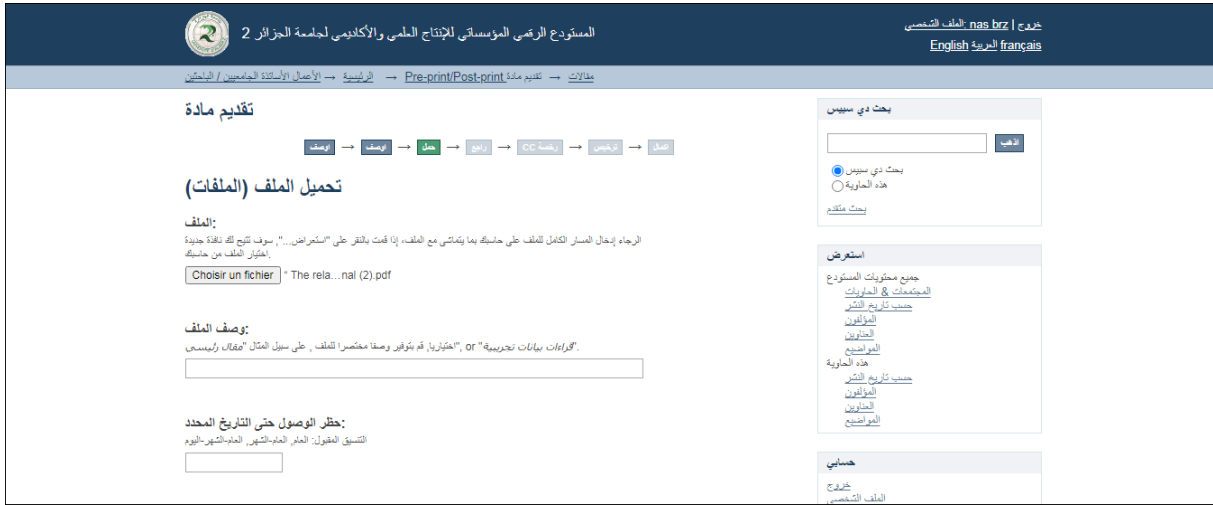 المستودع الرقمي المؤسساتي للإنتاج العلمي والأكاديمي لجامعة الجزائر 2
خروج | nas brz :الملف الشخصي
français العربية English
الرئيسية → الأعمال الأساتذة الجامعيين / الباحثين → مقالات → تقديم مادة Pre-print/Post-print
تقديم مادة
اوصف → اوصف → حمل → راجع → رخصة CC → ترخيص → اكمال
تحميل الملف (الملفات)
الملف:
الرجاء إدخال المسار الكامل للملف على حاسبك بما يتماشى مع الملف، إذا قمت بالنقر على "استعراض...", سوف تتيح لك نافذة جديدة
اختيار الملف من حاسبك.
Choisir un fichier " The rela…nal (2).pdf
وصف الملف:
اختياريا, قم بتوفير وصفا مختصرا للملف , على سبيل المثال "مقال رئيسي", or "قراءات بيانات تجريبية".
حظر الوصول حتى التاريخ المحدد:
التنسيق المقبول: العام, العام-الشهر, العام-الشهر-اليوم
بحث دي سبيس
اذهب
بحث دي سبيس
هذه الحاوية
بحث متقدم
استعرض
جميع محتويات المستودع
المجتمعات & الحاويات
حسب تاريخ النشر
المؤلفون
العناوين
المواضيع
هذه الحاوية
حسب تاريخ النشر
المؤلفون
العناوين
المواضيع
حسابي
خروج
الملف الشخصي